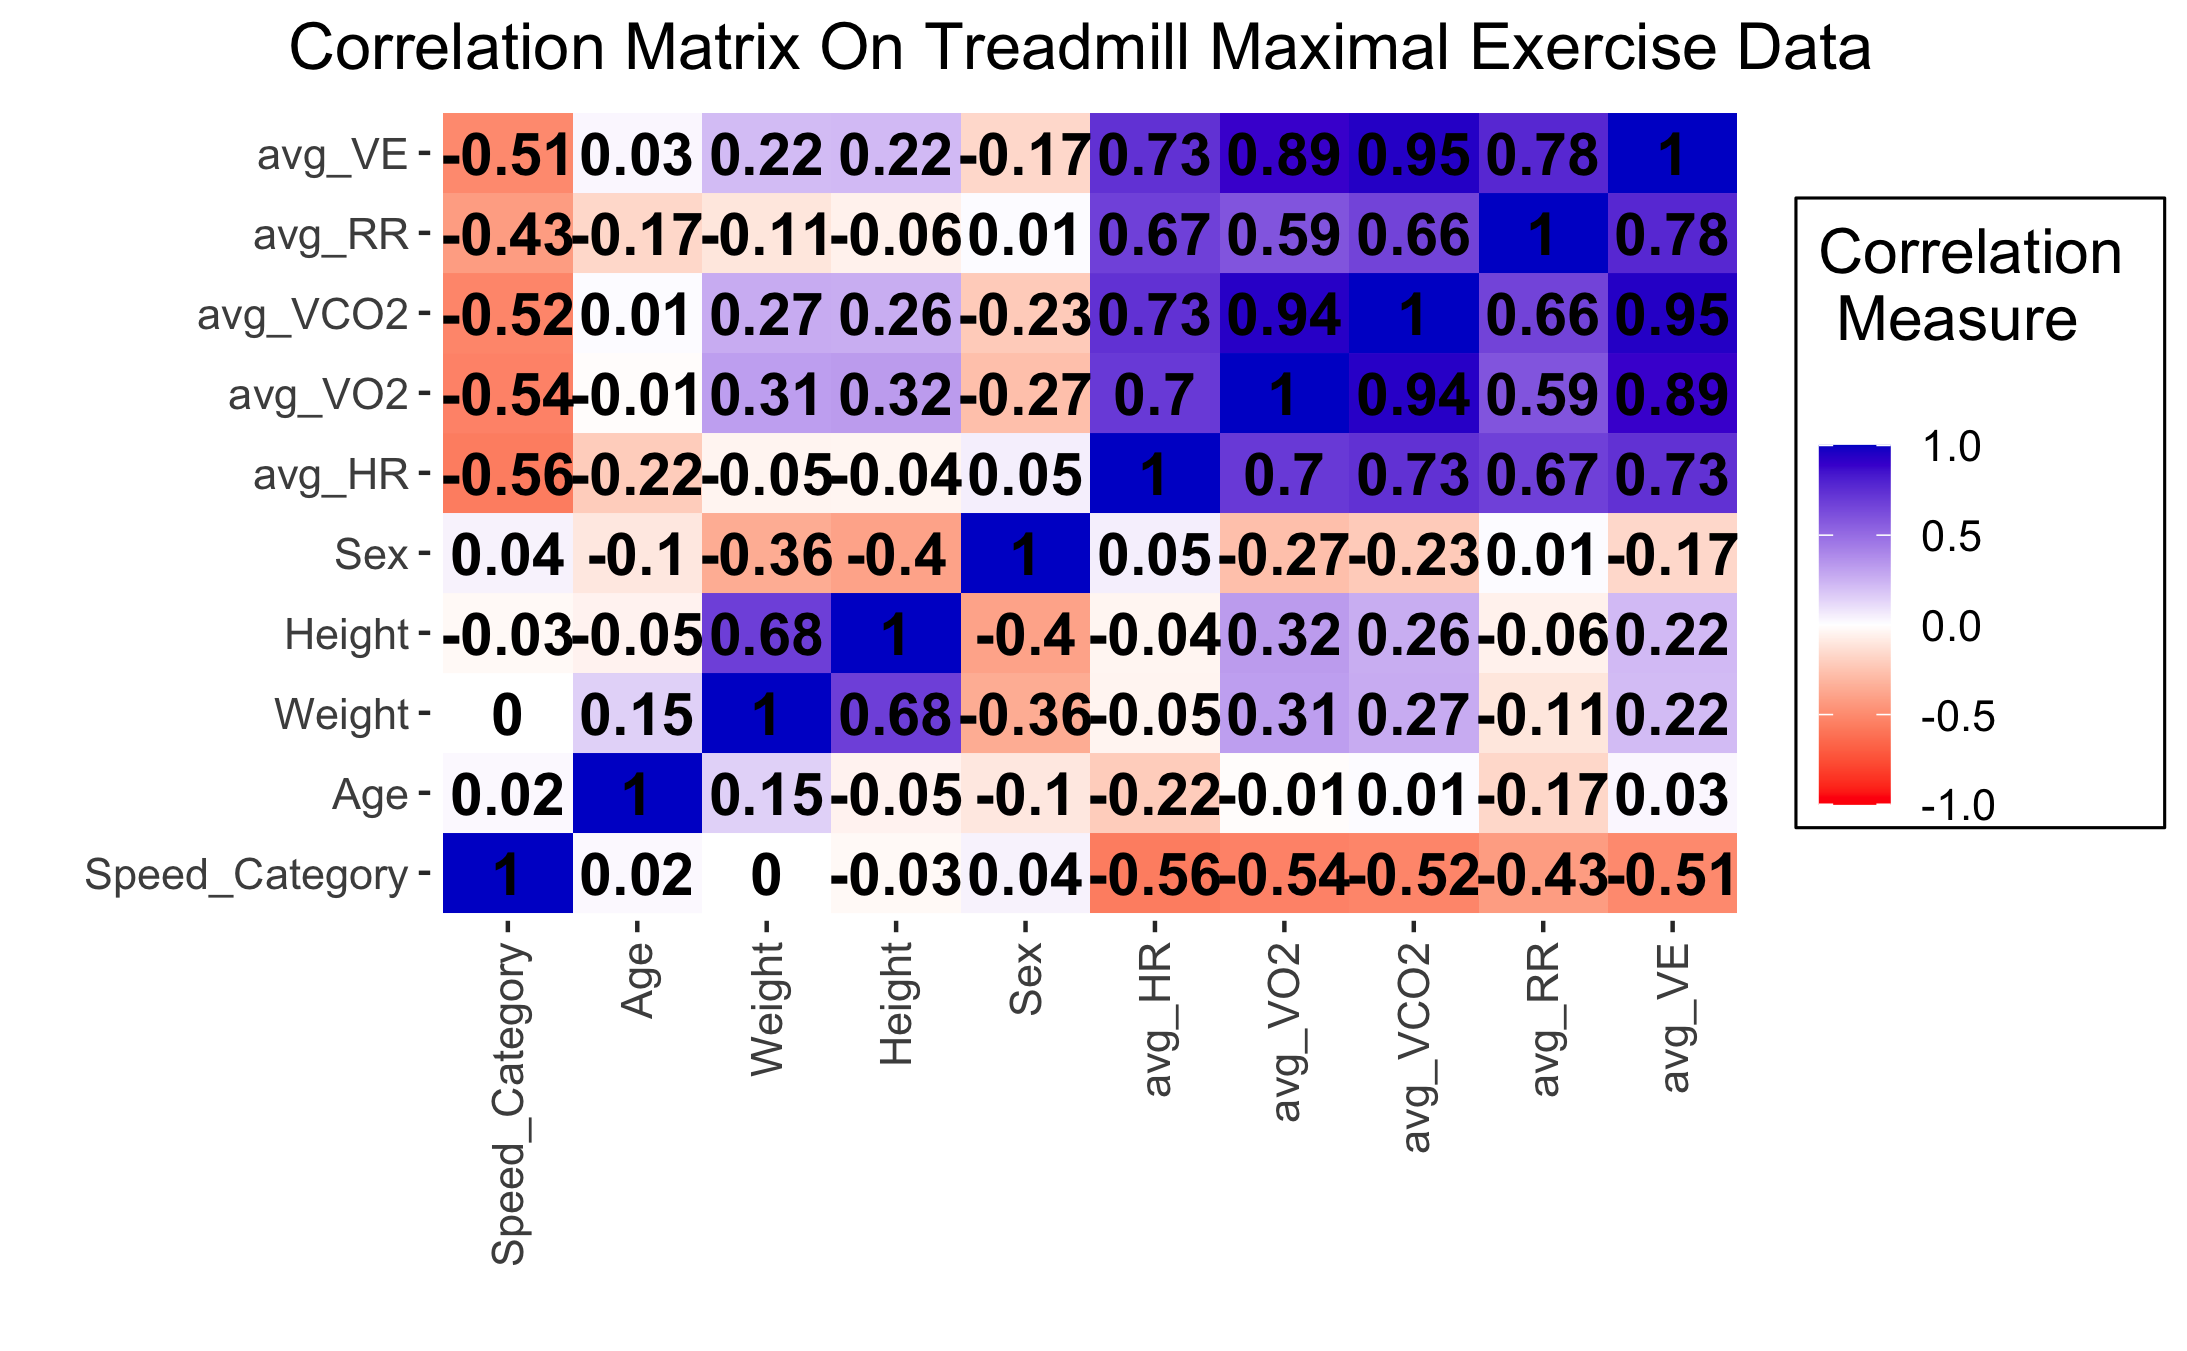 Correlation Matrix On Treadmill Maximal Exercise Data
avg_VE -0.51 0.03 0.22 0.22 -0.17 0.73 0.89 0.95 0.78 1
avg_RR -0.43 -0.17 -0.11 -0.06 0.01 0.67 0.59 0.66 1 0.78
avg_VCO2 -0.52 0.01 0.27 0.26 -0.23 0.73 0.94 1 0.66 0.95
avg_VO2 -0.54 -0.01 0.31 0.32 -0.27 0.7 1 0.94 0.59 0.89
avg_HR -0.56 -0.22 -0.05 -0.04 0.05 1 0.7 0.73 0.67 0.73
Sex 0.04 -0.1 -0.36 -0.4 1 0.05 -0.27 -0.23 0.01 -0.17
Height -0.03 -0.05 0.68 1 -0.4 -0.04 0.32 0.26 -0.06 0.22
Weight 0 0.15 1 0.68 -0.36 -0.05 0.31 0.27 -0.11 0.22
Age 0.02 1 0.15 -0.05 -0.1 -0.22 -0.01 0.01 -0.17 0.03
Speed_Category 1 0.02 0 -0.03 0.04 -0.56 -0.54 -0.52 -0.43 -0.51
Speed_Category
Age
Weight
Height
Sex
avg_HR
avg_VO2
avg_VCO2
avg_RR
avg_VE
Correlation
Measure
1.0
0.5
0.0
-0.5
-1.0